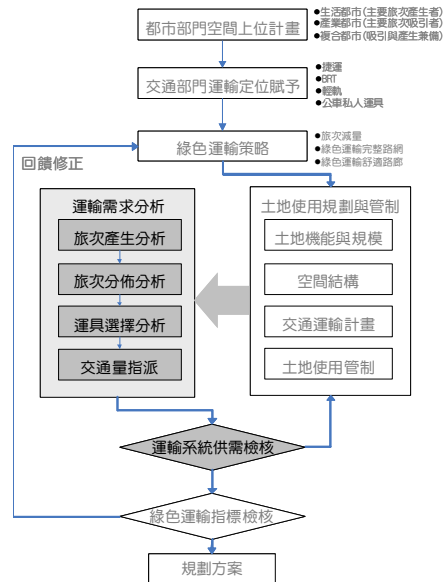 都市部門空間上位計畫
●生活都市(主要旅次產生者)
●產業都市(主要旅次吸引者)
●複合都市(吸引與產生兼備)
交通部門運輸定位賦予
●捷運
●BRT
●輕軌
●公車私人運具
綠色運輸策略
●旅次減量
●綠色運輸完整路網
●綠色運輸舒適路廊
回饋修正
運輸需求分析
旅次產生分析
旅次分佈分析
運具選擇分析
交通量指派
土地使用規劃與管制
土地機能與規模
空間結構
交通運輸計畫
土地使用管制
運輸系統供需檢核
綠色運輸指標檢核
規劃方案